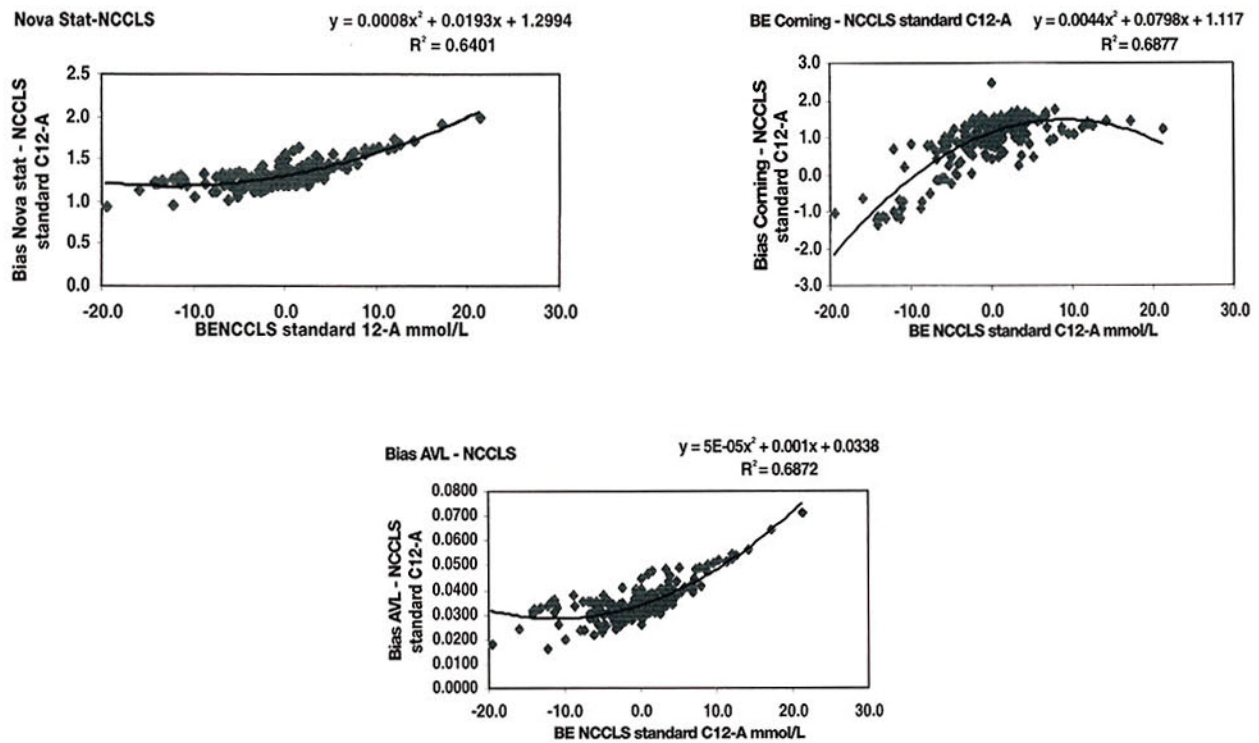 Nova Stat-NCCLS
y = 0.0008x² + 0.0193x + 1.2994
R² = 0.6401
Bias Nova stat - NCCLS
standard C12-A
2.5
2.0
1.5
1.0
0.5
0.0
-20.0 -10.0 0.0 10.0 20.0 30.0
BENCCLS standard 12-A mmol/L
BE Corning - NCCLS standard C12-A
y = 0.0044x² + 0.0798x + 1.117
R² = 0.6877
Bias Corning - NCCLS
standard C12-A
3.0
2.0
1.0
0.0
-1.0
-2.0
-3.0
-20.0 -10.0 0.0 10.0 20.0 30.0
BE NCCLS standard C12-A mmol/L
Bias AVL - NCCLS
y = 5E-05x² + 0.001x + 0.0338
R² = 0.6872
Bias AVL - NCCLS
standard C12-A
0.0800
0.0700
0.0600
0.0500
0.0400
0.0300
0.0200
0.0100
0.0000
-20.0 -10.0 0.0 10.0 20.0 30.0
BE NCCLS standard C12-A mmol/L